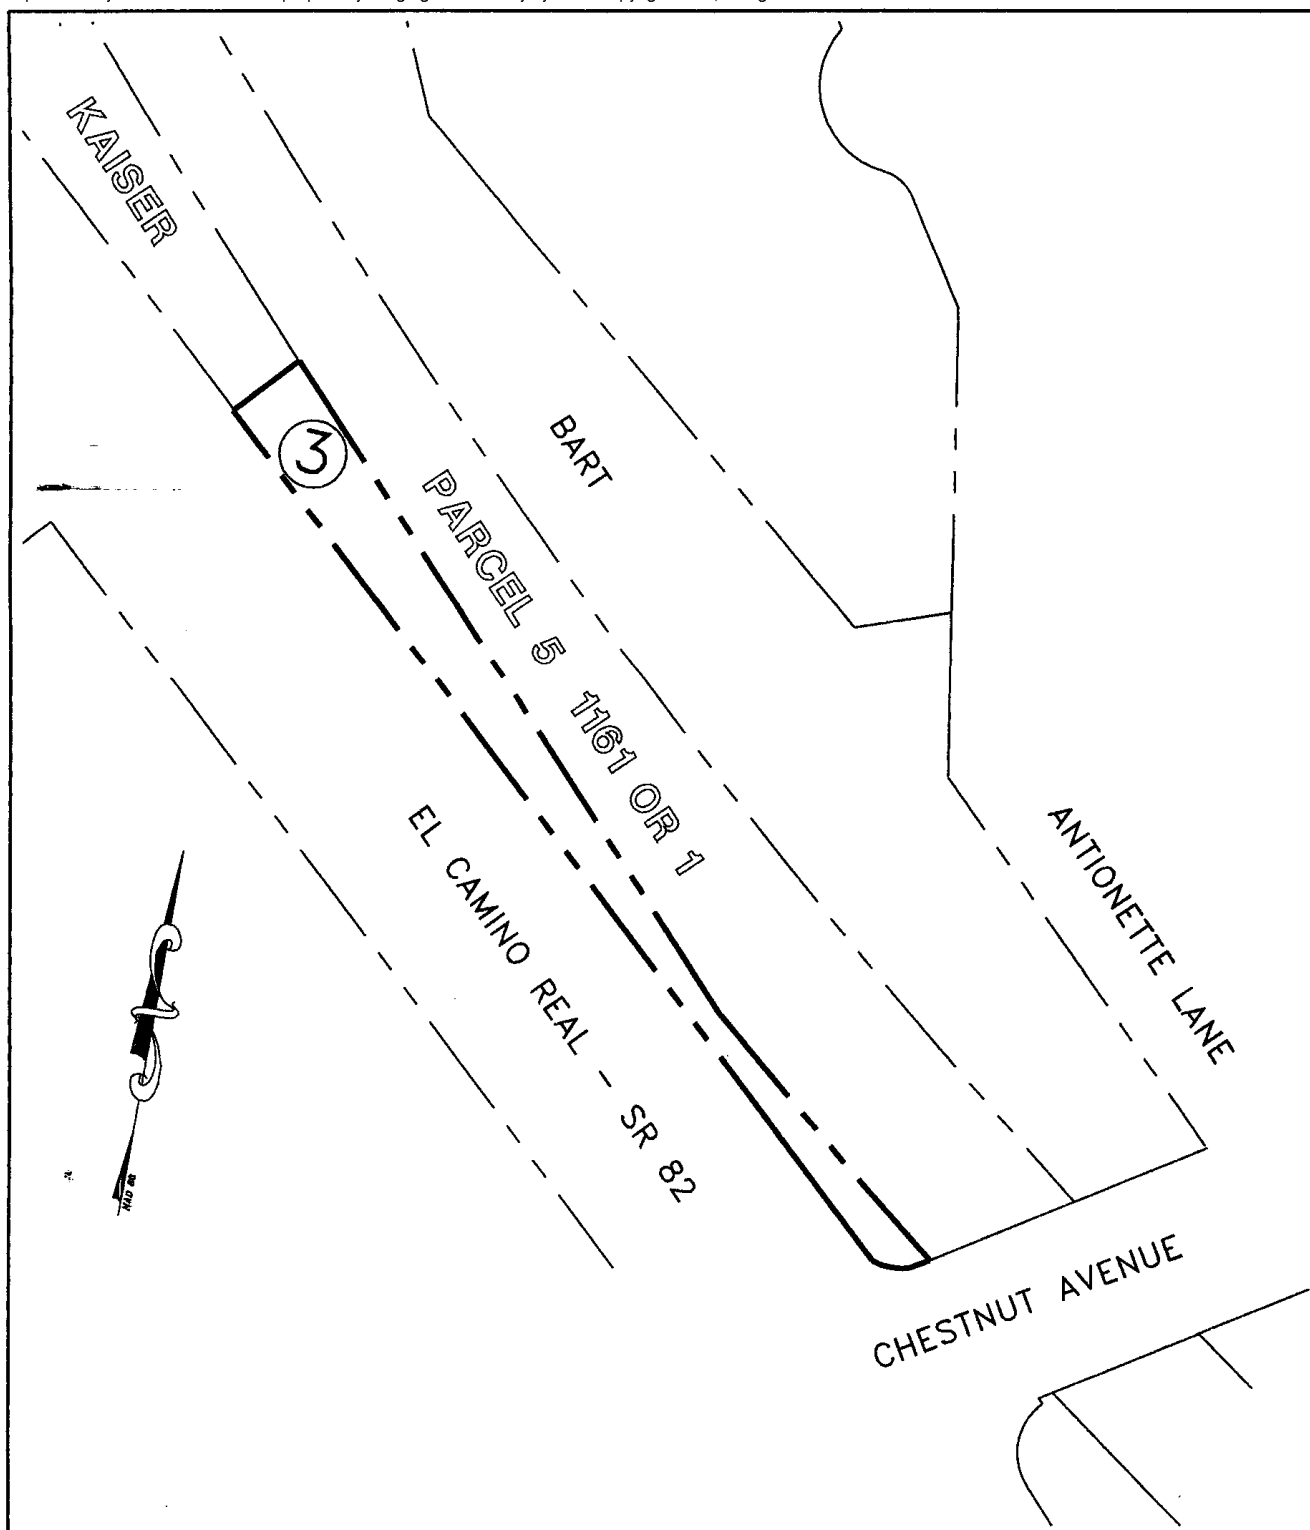 KAISER
3
BART
PARCEL 5 1161 OR 1
EL CAMINO REAL - SR 82
ANTIONETTE LANE
CHESTNUT AVENUE